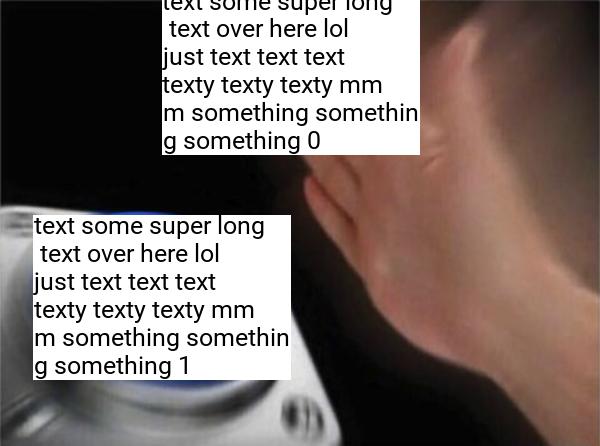 text some super long
text over here lol
just text text text
texty texty texty mm
m something somethin
g something 0
text some super long
text over here lol
just text text text
texty texty texty mm
m something somethin
g something 1